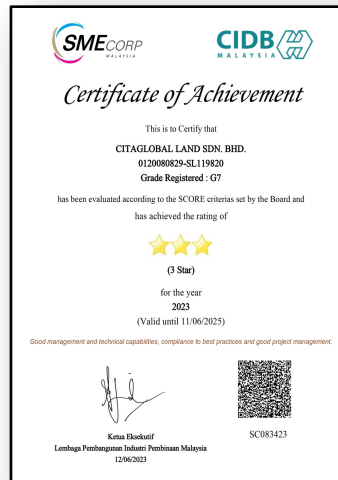 SMECORP
MALAYSIA
CIDB
MALAYSIA
Certificate of Achievement
This is to Certify that
CITAGLOBAL LAND SDN. BHD.
0120080829-SL119820
Grade Registered : G7
has been evaluated according to the SCORE criterias set by the Board and
has achieved the rating of
(3 Star)
for the year
2023
(Valid until 11/06/2025)
Good management and technical capabilities, compliance to best practices and good project management.
SC083423
Ketua Eksekutif
Lembaga Pembangunan Industri Pembinaan Malaysia
12/06/2023